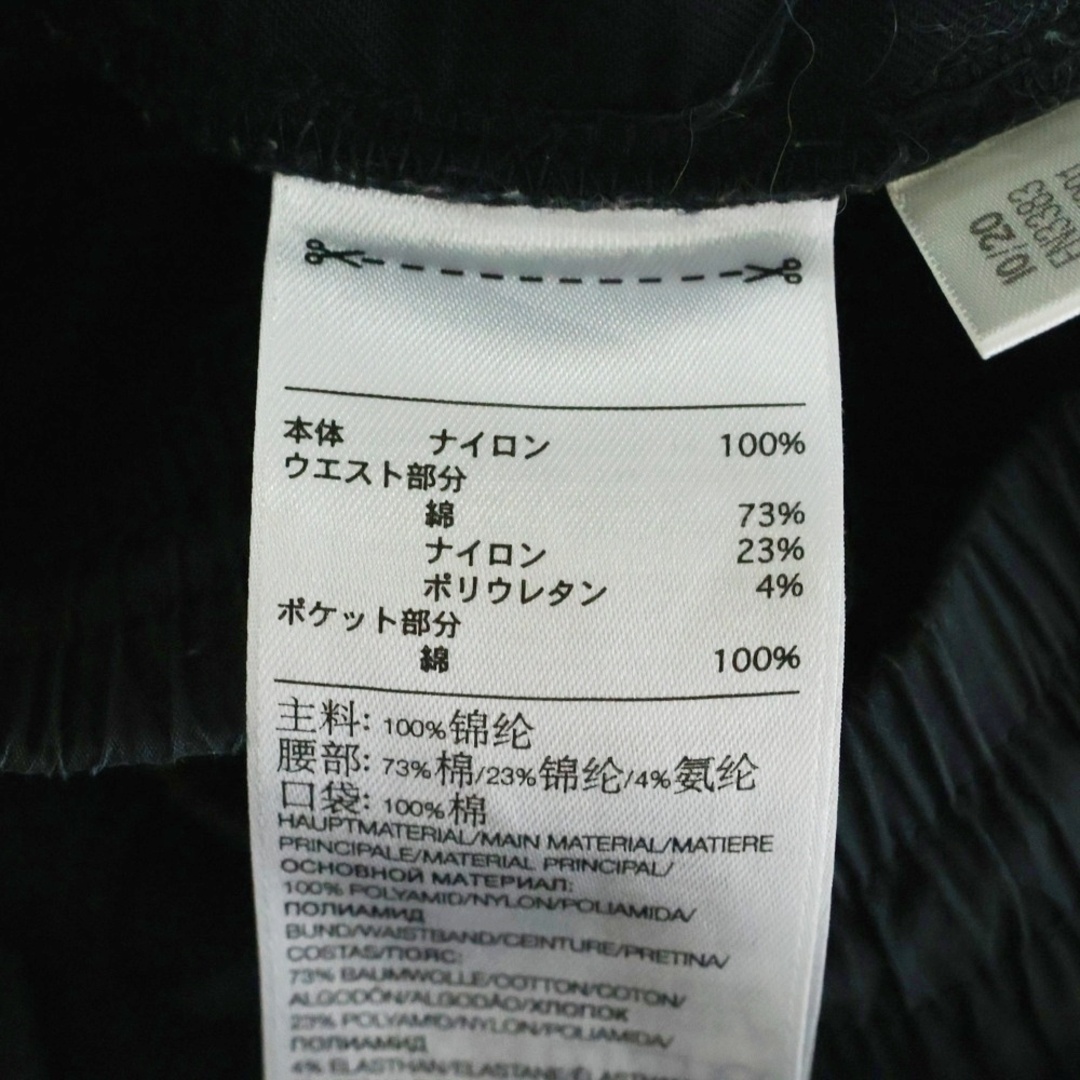 本体 ナイロン 100%
ウエスト部分
綿 73%
ナイロン 23%
ポリウレタン 4%
ポケット部分
綿 100%
主料: 100%锦纶
腰部: 73%棉/23%锦纶/4%氨纶
口袋: 100%棉
HAUPTMATERIAL/MAIN MATERIAL/MATIERE
PRINCIPALE/MATERIAL PRINCIPAL/
ОСНОВНОЙ МАТЕРИАЛ:
100% POLYAMID/NYLON/POLIAMIDA/
ПОЛИАМИД
BUND/WAISTBAND/CEINTURE/PRETINA/
COSTAS/ПОЯС:
73% BAUMWOLLE/COTTON/COTON/
ALGODÓN/ALGODÃO/ХЛОПОК
23% POLYAMID/NYLON/POLIAMIDA/
ПОЛИАМИД
4% ELASTHAN/ELASTANE/
10/20